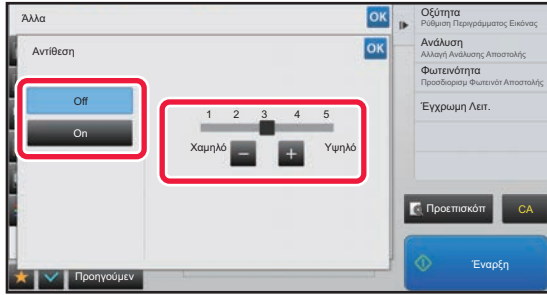 Άλλα
OK
Αντίθεση
OK
Off
On
1 2 3 4 5
Χαμηλό
−
+
Υψηλό
Οξύτητα
Ρύθμιση Περιγράμματος Εικόνας
Ανάλυση
Αλλαγή Ανάλυσης Αποστολής
Φωτεινότητα
Προσδιορισμ Φωτεινότ Αποστολής
Έγχρωμη Λειτ.
Προεπισκόπ
CA
Προηγούμεν
Έναρξη